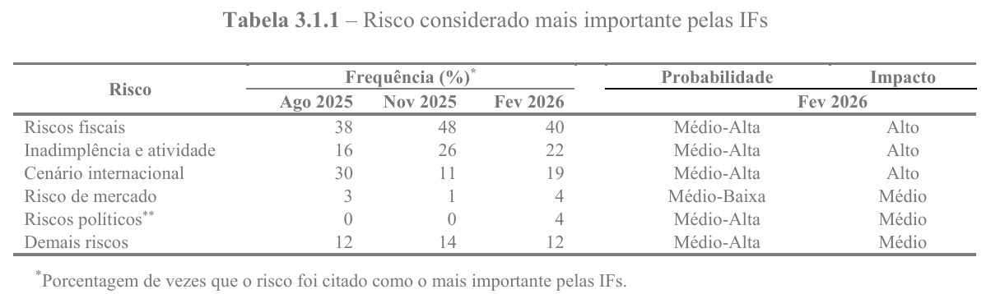 Tabela 3.1.1 – Risco considerado mais importante pelas IFs
Risco Frequência (%)* Probabilidade Impacto
Ago 2025 Nov 2025 Fev 2026 Fev 2026
Riscos fiscais 38 48 40 Médio-Alta Alto
Inadimplência e atividade 16 26 22 Médio-Alta Alto
Cenário internacional 30 11 19 Médio-Alta Alto
Risco de mercado 3 1 4 Médio-Baixa Médio
Riscos políticos** 0 0 4 Médio-Alta Médio
Demais riscos 12 14 12 Médio-Alta Médio
*Porcentagem de vezes que o risco foi citado como o mais importante pelas IFs.